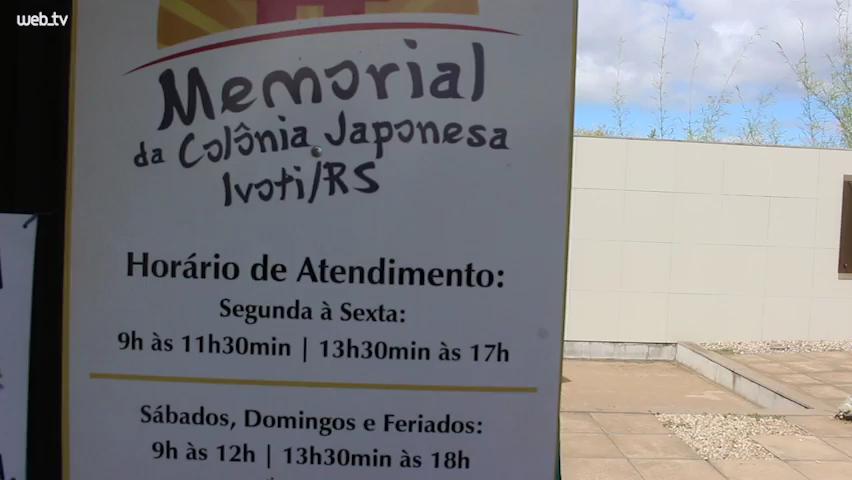 web.tv
Memorial
da Colônia Japonesa
Ivoti/RS
Horário de Atendimento:
Segunda à Sexta:
9h às 11h30min | 13h30min às 17h
Sábados, Domingos e Feriados:
9h às 12h | 13h30min às 18h